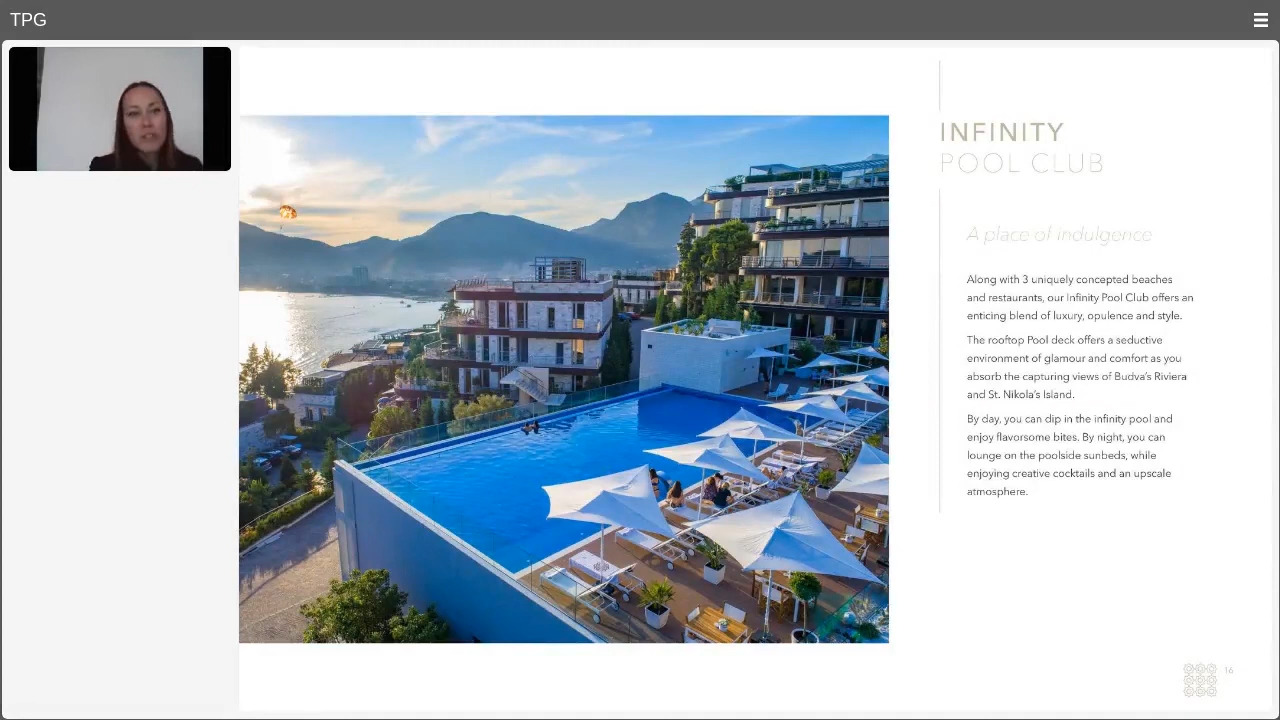 TPG
INFINITY
POOL CLUB
A place of indulgence
Along with 3 uniquely concepted beaches
and restaurants, our Infinity Pool Club offers an
enticing blend of luxury, opulence and style.
The rooftop Pool deck offers a seductive
environment of glamour and comfort as you
absorb the capturing views of Budva's Riviera
and St. Nikola's Island.
By day, you can dip in the infinity pool and
enjoy flavorsome bites. By night, you can
lounge on the poolside sunbeds, while
enjoying creative cocktails and an upscale
atmosphere.
16